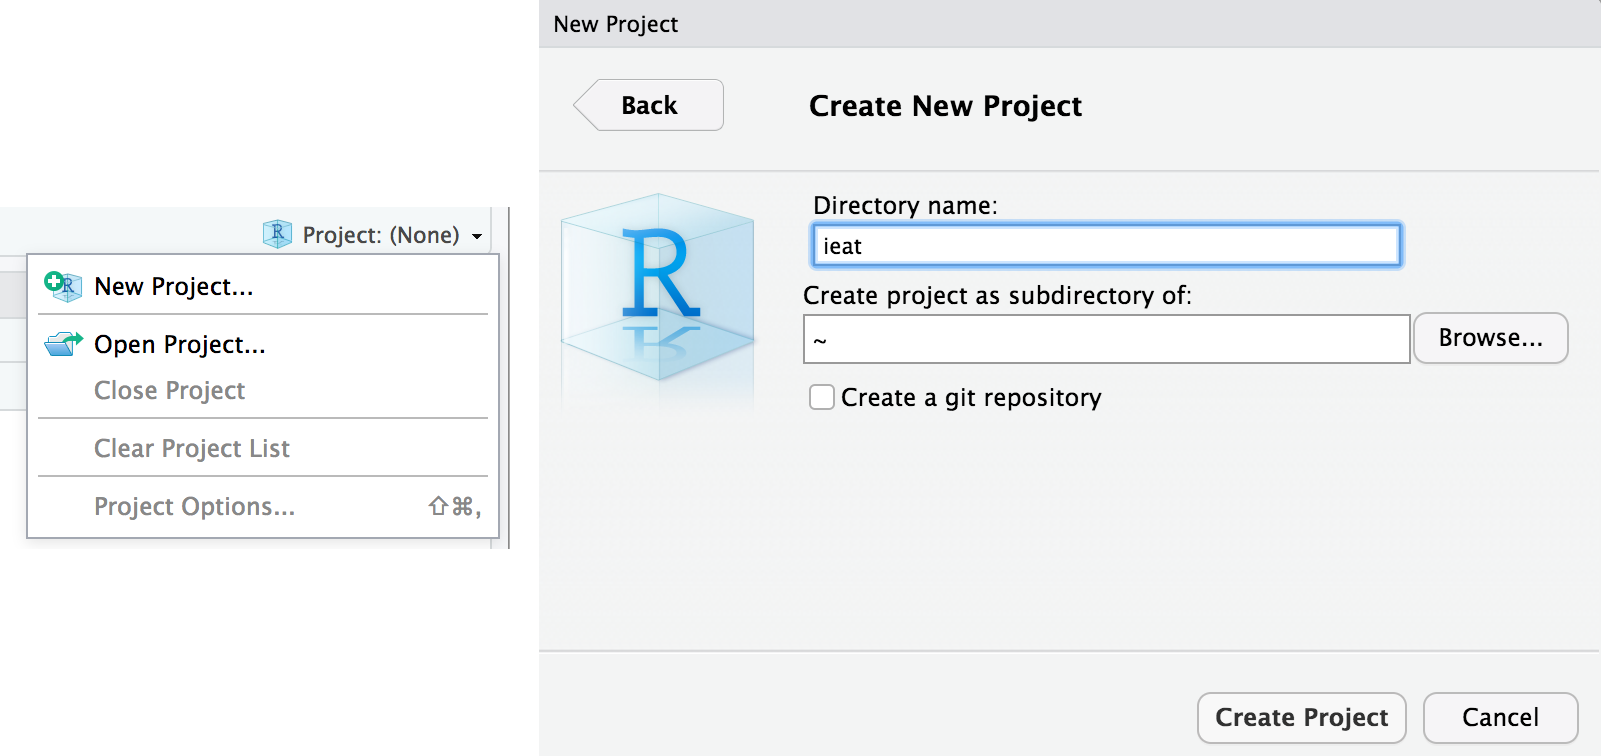 Project: (None)
New Project...
Open Project...
Close Project
Clear Project List
Project Options... ⇧⌘,
New Project
Back
Create New Project
R
Directory name:
ieat
Create project as subdirectory of:
~
Browse...
Create a git repository
Create Project
Cancel